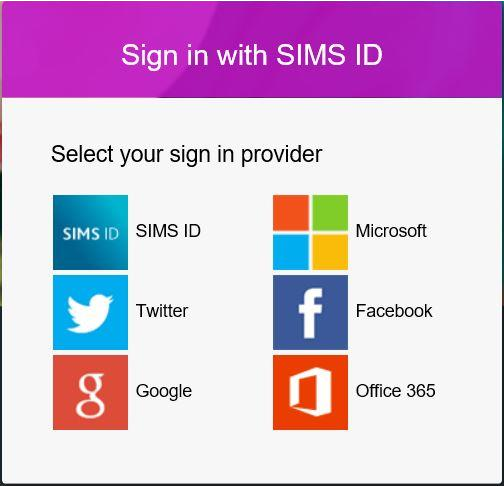 Sign in with SIMS ID
Select your sign in provider
SIMS ID SIMS ID
Microsoft
Twitter
f Facebook
g Google
Office 365